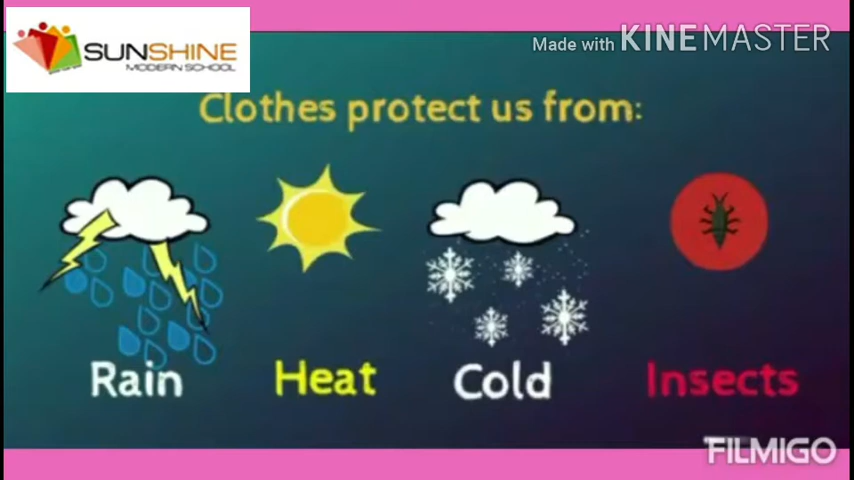 SUNSHINE
MODERN SCHOOL
Made with KINEMASTER
Clothes protect us from:
Rain Heat Cold Insects
FILMIGO